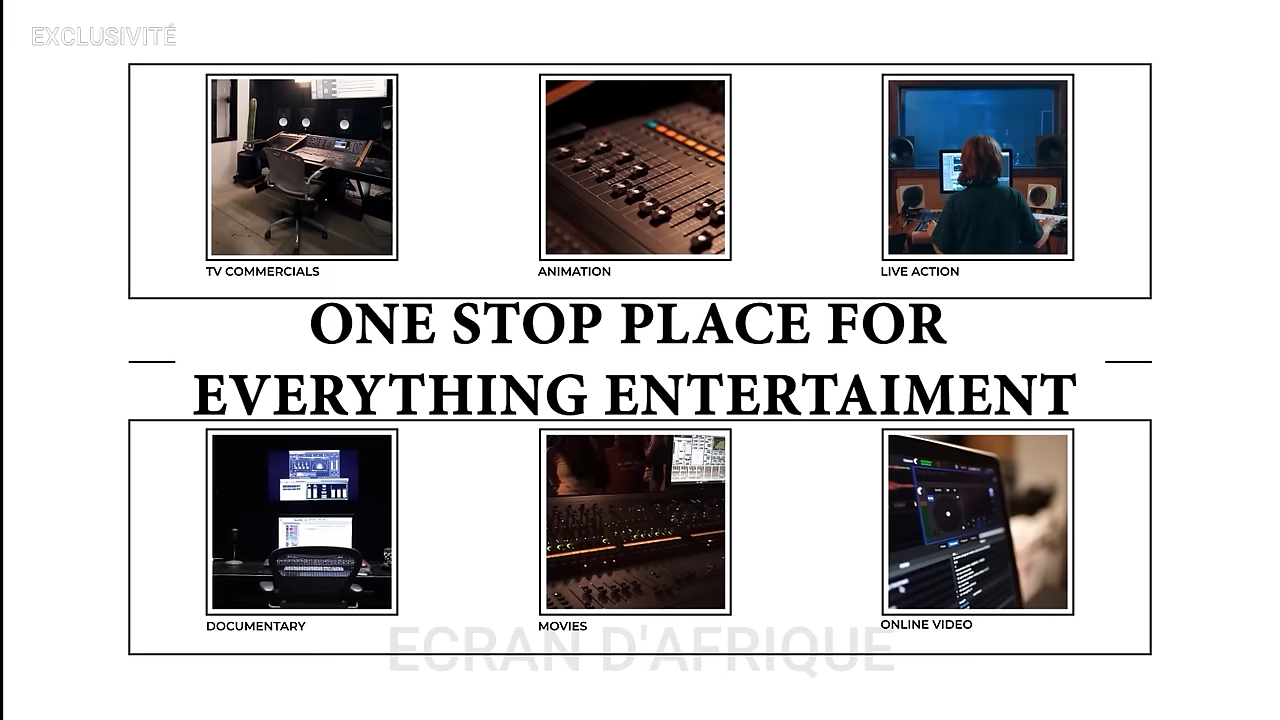 EXCLUSIVITÉ
TV COMMERCIALS
ANIMATION
LIVE ACTION
ONE STOP PLACE FOR
EVERYTHING ENTERTAIMENT
DOCUMENTARY
MOVIES
ONLINE VIDEO
ECRAN D'AFRIQUE